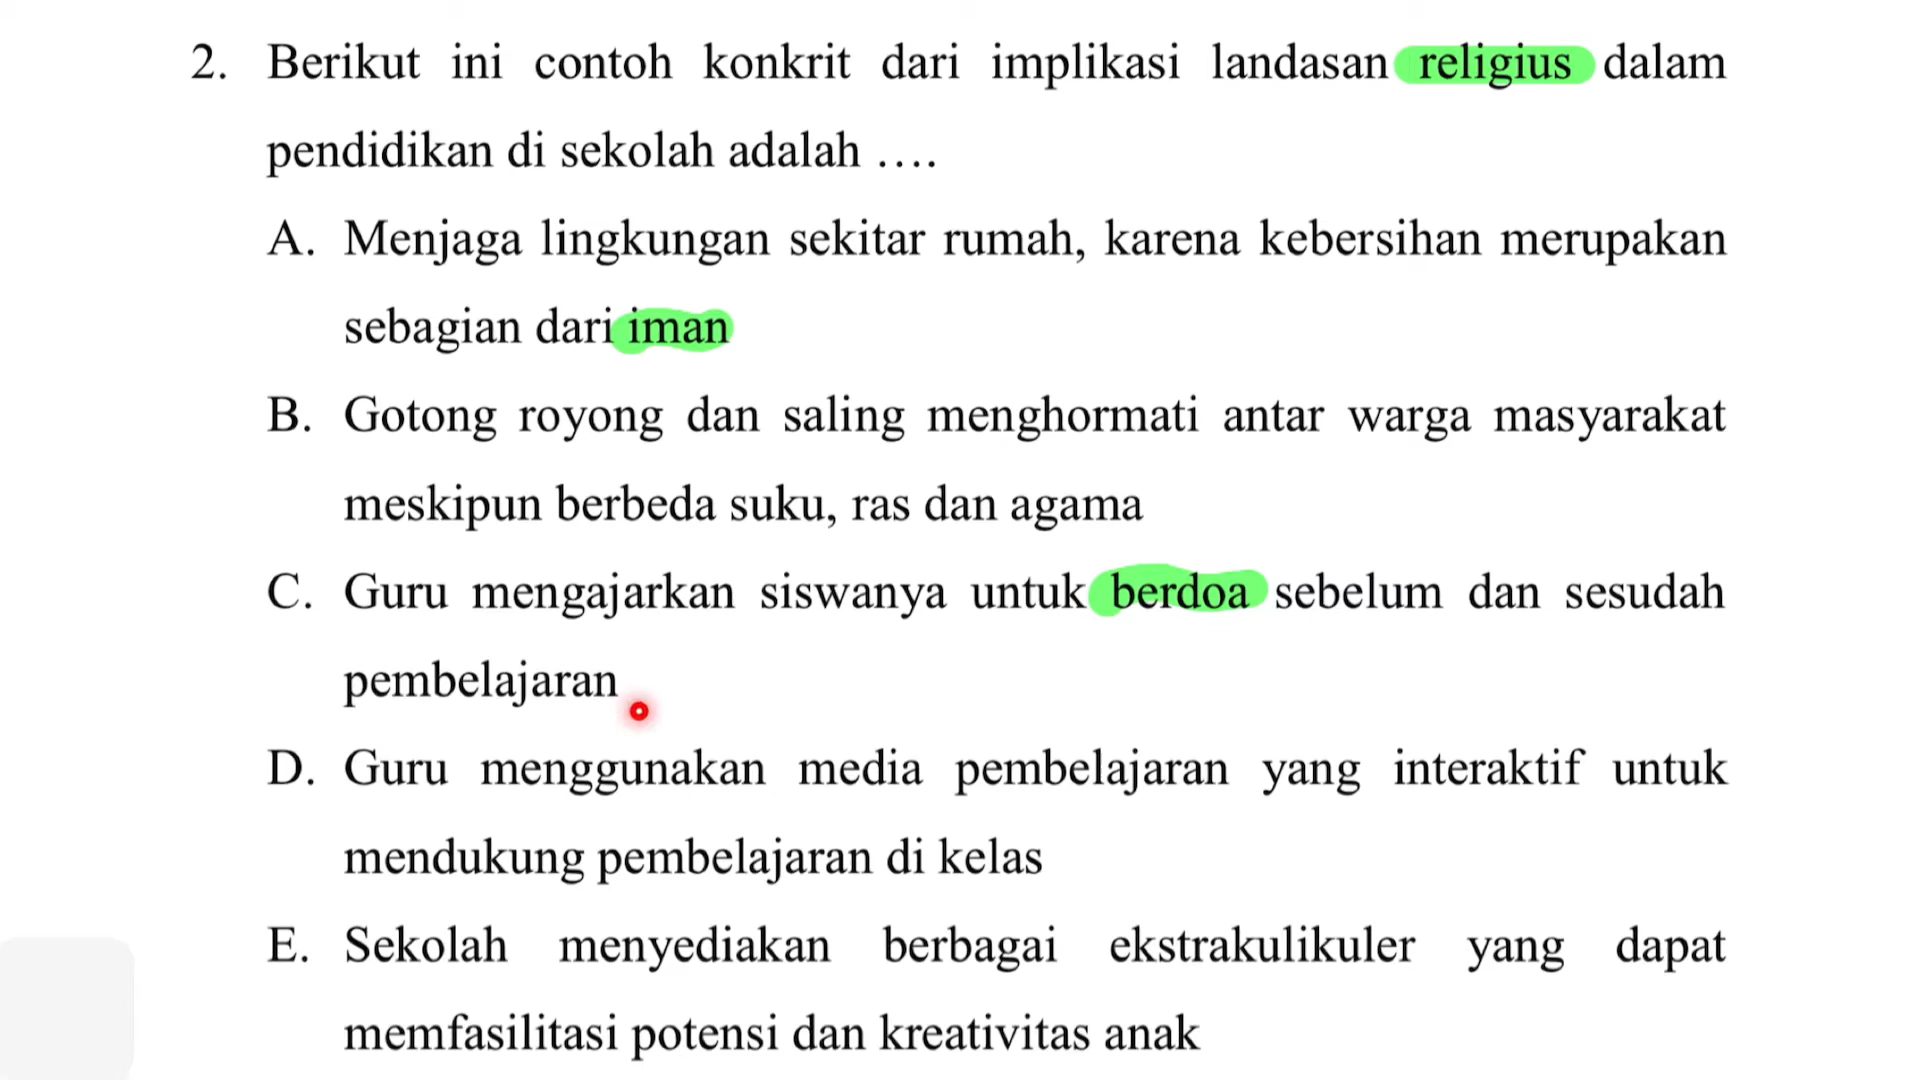 2. Berikut ini contoh konkrit dari implikasi landasan religius dalam
pendidikan di sekolah adalah ….
A. Menjaga lingkungan sekitar rumah, karena kebersihan merupakan
sebagian dari iman
B. Gotong royong dan saling menghormati antar warga masyarakat
meskipun berbeda suku, ras dan agama
C. Guru mengajarkan siswanya untuk berdoa sebelum dan sesudah
pembelajaran
D. Guru menggunakan media pembelajaran yang interaktif untuk
mendukung pembelajaran di kelas
E. Sekolah menyediakan berbagai ekstrakulikuler yang dapat
memfasilitasi potensi dan kreativitas anak